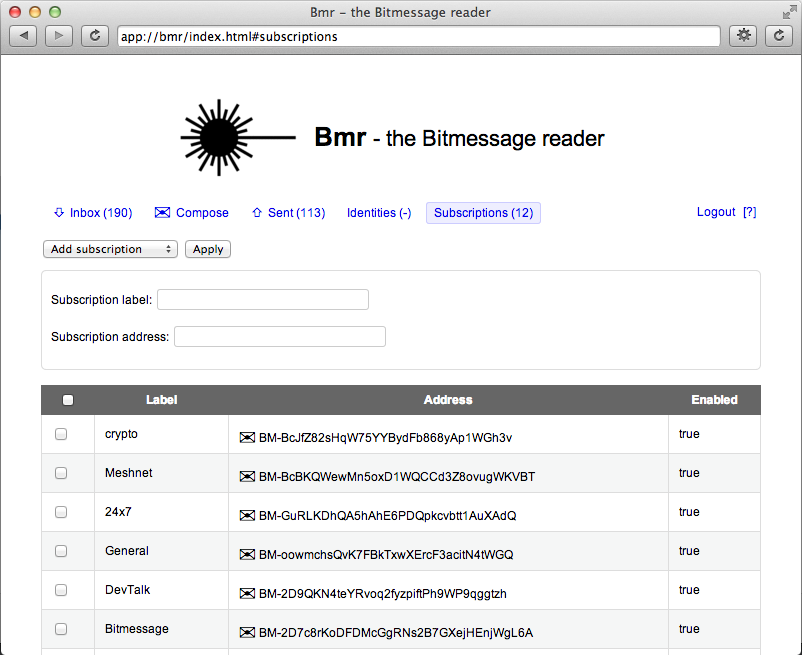 Bmr - the Bitmessage reader
app://bmr/index.html#subscriptions
Bmr - the Bitmessage reader
Inbox (190) Compose Sent (113) Identities (-) Subscriptions (12) Logout [?]
Add subscription Apply
Subscription label:
Subscription address:
Label Address Enabled
crypto BM-BcJfZ82sHqW75YYBydFb868yAp1WGh3v true
Meshnet BM-BcBKQWewMn5oxD1WQCCd3Z8ovugWKVBT true
24x7 BM-GuRLKDhQA5hAhE6PDQpkcvbtt1AuXAdQ true
General BM-oowmchsQvK7FBkTxwXErcF3acitN4tWGQ true
DevTalk BM-2D9QKN4teYRvoq2fyzpiftPh9WP9qggtzh true
Bitmessage BM-2D7c8rKoDFDMcGgRNs2B7GXejHEnjWgL6A true